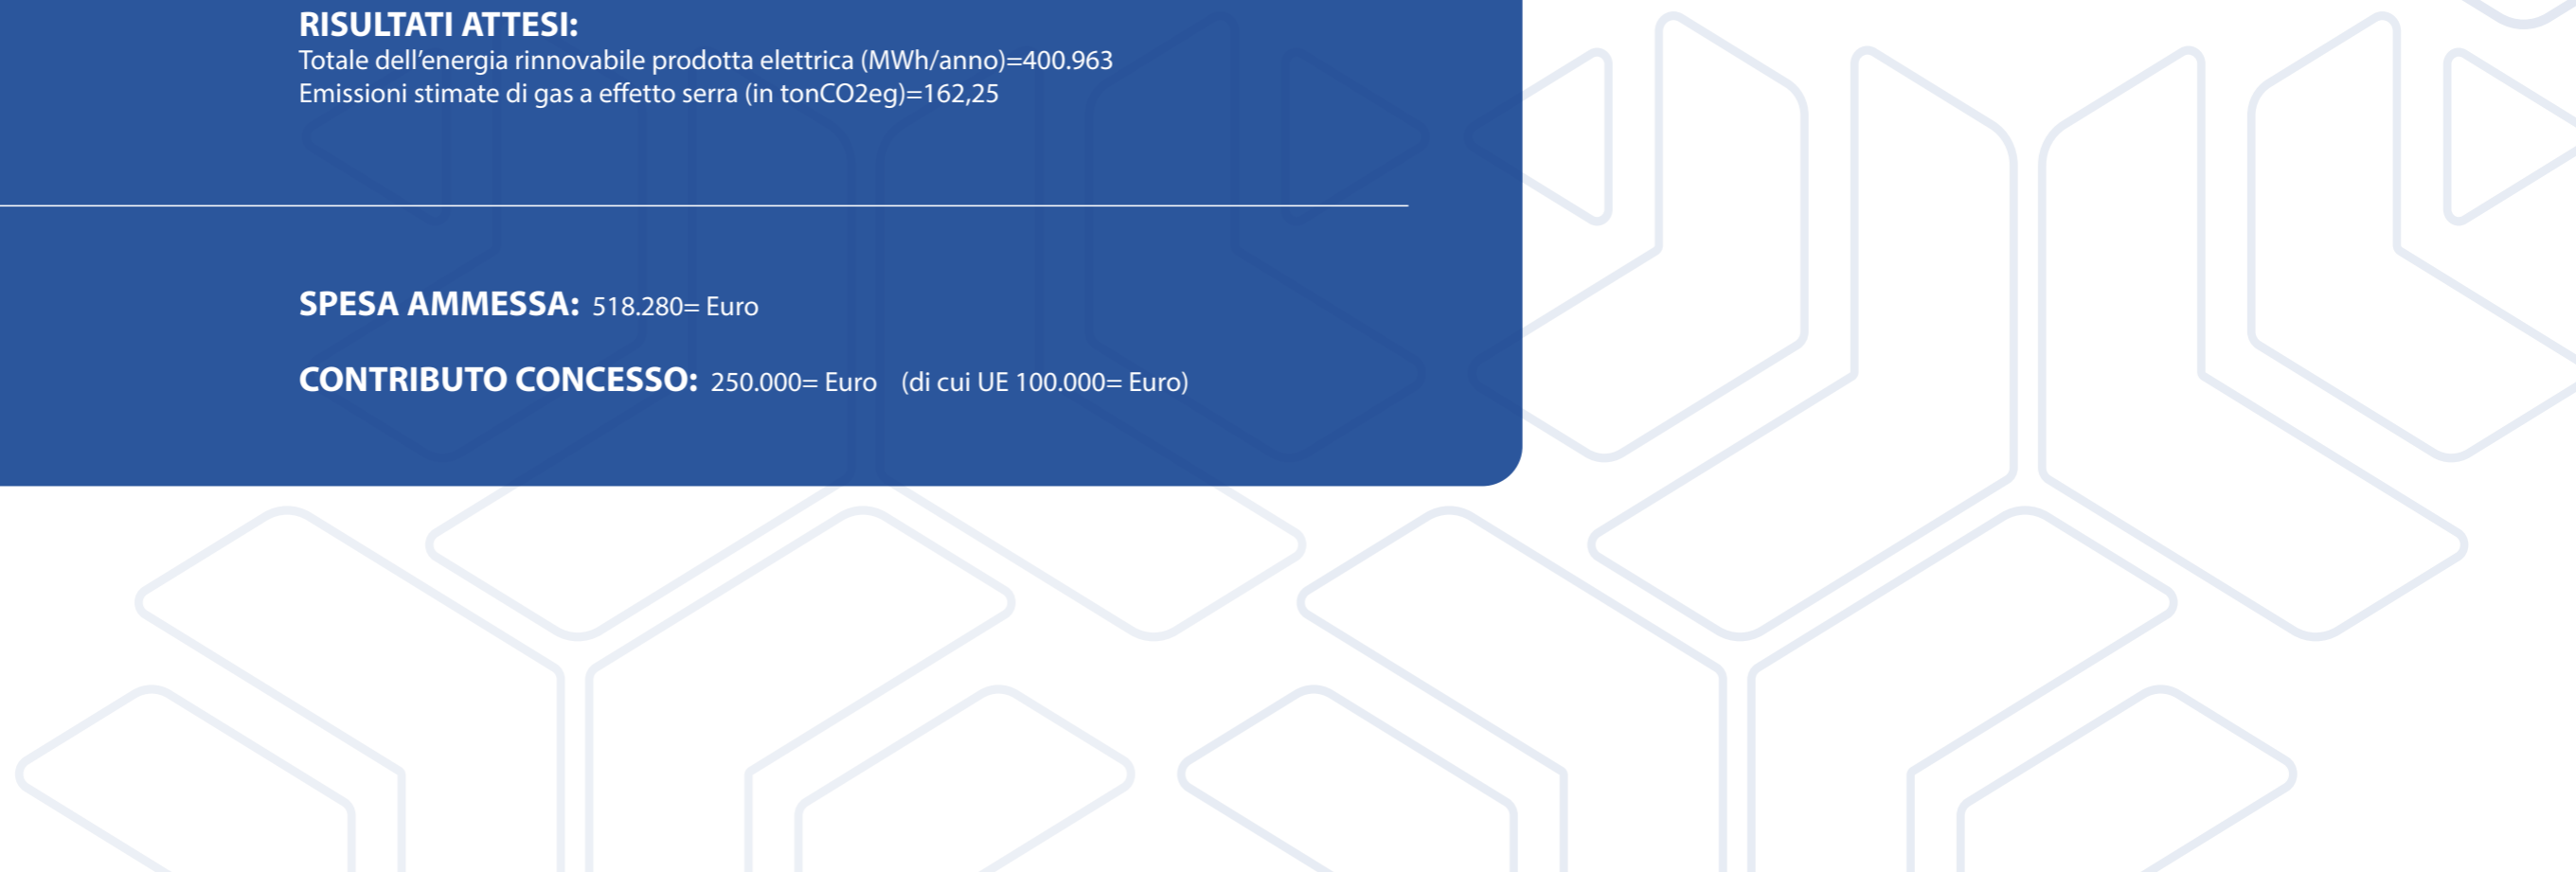 RISULTATI ATTESI:
Totale dell’energia rinnovabile prodotta elettrica (MWh/anno)=400.963
Emissioni stimate di gas a effetto serra (in tonCO2eg)=162,25
SPESA AMMESSA: 518.280= Euro
CONTRIBUTO CONCESSO: 250.000= Euro (di cui UE 100.000= Euro)